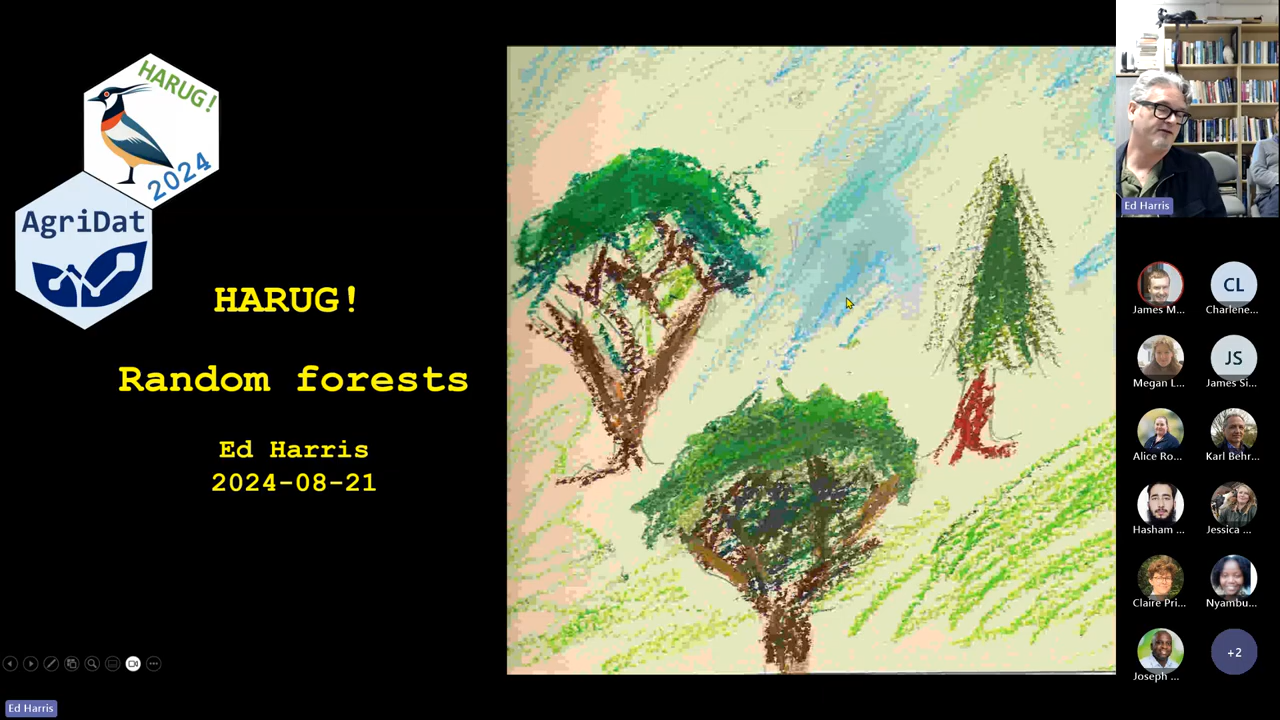 HARUG!
2024
AgriDat
HARUG!
Random forests
Ed Harris
2024-08-21
Ed Harris
Ed Harris
CL
James M...
Charlene...
JS
Megan L...
James Si...
Alice Ro...
Karl Behr...
Hasham ...
Jessica ...
Claire Pri...
Nyambu...
Joseph ...
+2